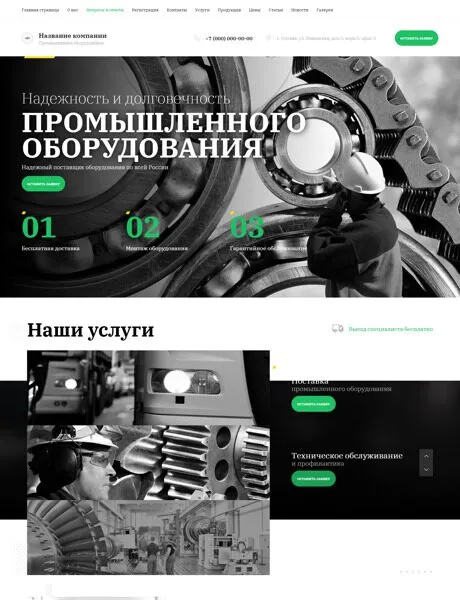 Главная страница О нас Вопросы и ответы Регистрация Контакты Услуги Продукция Цены Статьи Новости Галерея
Название компании
Промышленное оборудование
+7 (000) 000-00-00
ОСТАВИТЬ ЗАЯВКУ
Надежность и долговечность
ПРОМЫШЛЕННОГО
ОБОРУДОВАНИЯ
Надежный поставщик оборудования по всей России
ОСТАВИТЬ ЗАЯВКУ
01 02 03
Бесплатная доставка Монтаж оборудования Гарантийное обслуживание
Наши услуги
Выезд специалиста бесплатно
Поставка
промышленного оборудования
ОСТАВИТЬ ЗАЯВКУ
Техническое обслуживание
и профилактика
ОСТАВИТЬ ЗАЯВКУ